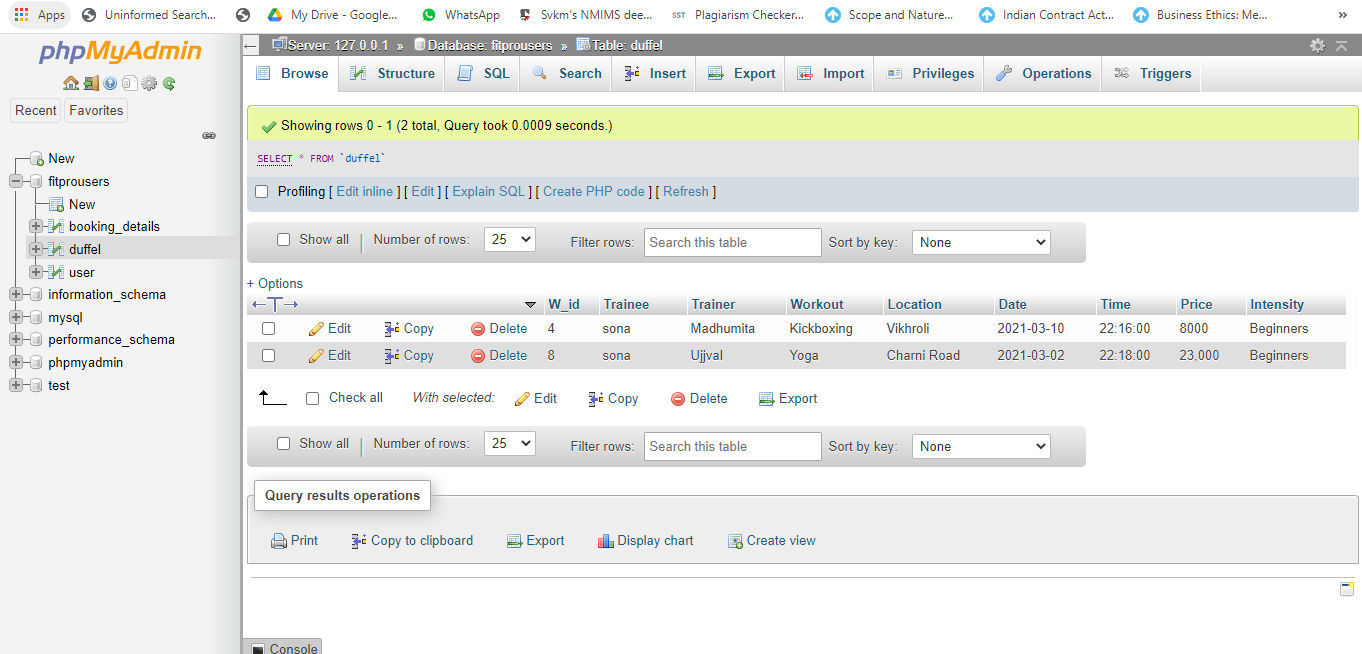 Apps Uninformed Search... My Drive - Google... WhatsApp Svkm's NMIMS dee... SST Plagiarism Checker... Scope and Nature... Indian Contract Act... Business Ethics: Me... »
phpMyAdmin
Recent Favorites
New
fitprousers
New
booking_details
duffel
user
information_schema
mysql
performance_schema
phpmyadmin
test
Server: 127.0.0.1 » Database: fitprousers » Table: duffel
Browse Structure SQL Search Insert Export Import Privileges Operations Triggers
Showing rows 0 - 1 (2 total, Query took 0.0009 seconds.)
SELECT * FROM `duffel`
Profiling [ Edit inline ] [ Edit ] [ Explain SQL ] [ Create PHP code ] [ Refresh ]
Show all Number of rows: 25 Filter rows: Search this table Sort by key: None
+ Options
←T→ W_id Trainee Trainer Workout Location Date Time Price Intensity
Edit Copy Delete 4 sona Madhumita Kickboxing Vikhroli 2021-03-10 22:16:00 8000 Beginners
Edit Copy Delete 8 sona Ujjval Yoga Charni Road 2021-03-02 22:18:00 23,000 Beginners
Check all With selected: Edit Copy Delete Export
Show all Number of rows: 25 Filter rows: Search this table Sort by key: None
Query results operations
Print Copy to clipboard Export Display chart Create view
Console